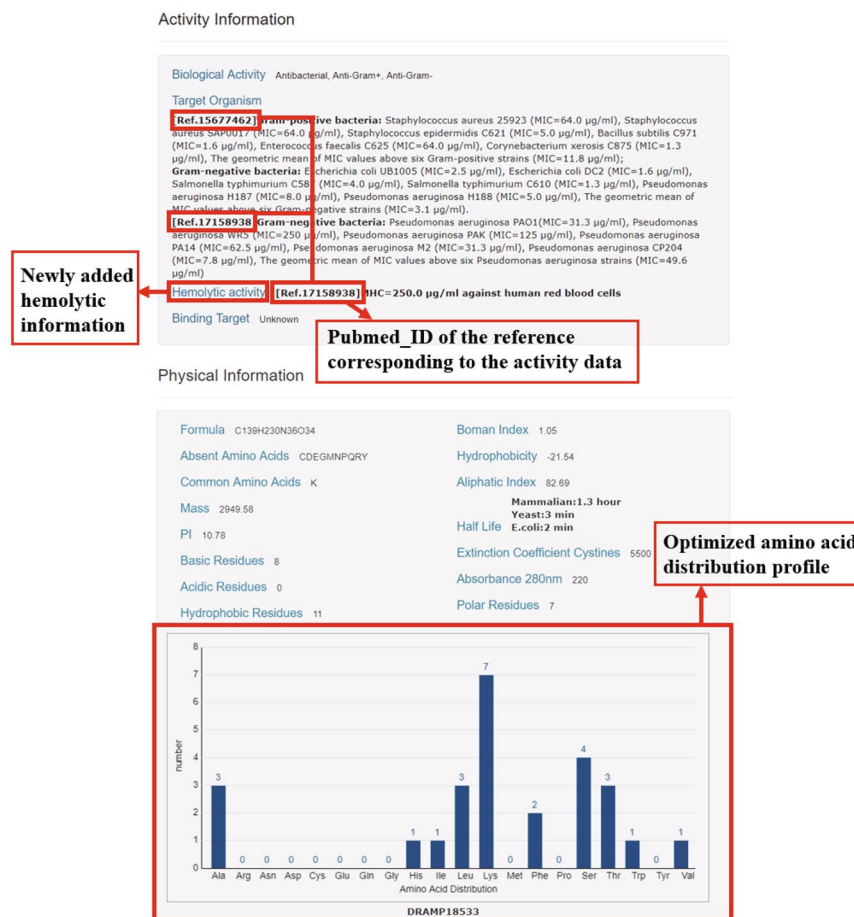 Activity Information
Biological Activity Antibacterial, Anti-Gram+, Anti-Gram-
Target Organism
[Ref.15677462] Gram-positive bacteria: Staphylococcus aureus 25923 (MIC=64.0 μg/ml), Staphylococcus
aureus SAP0017 (MIC=64.0 μg/ml), Staphylococcus epidermidis C621 (MIC=5.0 μg/ml), Bacillus subtilis C971
(MIC=1.6 μg/ml), Enterococcus faecalis C625 (MIC=64.0 μg/ml), Corynebacterium xerosis C875 (MIC=1.3
μg/ml), The geometric mean of MIC values above six Gram-positive strains (MIC=11.8 μg/ml);
Gram-negative bacteria: Escherichia coli UB1005 (MIC=2.5 μg/ml), Escherichia coli DC2 (MIC=1.6 μg/ml),
Salmonella typhimurium (MIC=4.0 μg/ml), Salmonella typhimurium C610 (MIC=1.3 μg/ml), Pseudomonas
aeruginosa H187 (MIC=8.0 μg/ml), Pseudomonas aeruginosa H188 (MIC=5.0 μg/ml), The geometric mean of
MIC values above six Gram-negative strains (MIC=3.1 μg/ml).
[Ref.17158938] Gram-negative bacteria: Pseudomonas aeruginosa PAO1(MIC=31.3 μg/ml), Pseudomonas
aeruginosa WR5 (MIC=250 μg/ml), Pseudomonas aeruginosa PAK (MIC=125 μg/ml), Pseudomonas aeruginosa
PA14 (MIC=62.5 μg/ml), Pseudomonas aeruginosa M2 (MIC=31.3 μg/ml), Pseudomonas aeruginosa CP204
(MIC=7.8 μg/ml), The geometric mean of MIC values above six Pseudomonas aeruginosa strains (MIC=49.6
μg/ml)
Newly added
hemolytic
information
Hemolytic activity [Ref.17158938] MHC=250.0 μg/ml against human red blood cells
Binding Target Unknown
Pubmed_ID of the reference
corresponding to the activity data
Physical Information
Formula C139H230N36O34
Absent Amino Acids CDEGMNPQRY
Common Amino Acids K
Mass 2949.58
PI 10.78
Basic Residues 8
Acidic Residues 0
Hydrophobic Residues 11
Boman Index 1.05
Hydrophobicity -21.54
Aliphatic Index 82.69
Half Life Mammalian:1.3 hour
Yeast:3 min
E.coli:2 min
Extinction Coefficient Cystines 5500
Absorbance 280nm 220
Polar Residues 7
Optimized amino acid
distribution profile
8
7
6
5
4
3
2
1
0
number
3 0 0 0 0 0 0 0 1 1 3 7 0 2 0 4 3 1 0 1
Ala Arg Asn Asp Cys Glu Gln Gly His Ile Leu Lys Met Phe Pro Ser Thr Trp Tyr Val
Amino Acid Distribution
DRAMP18533